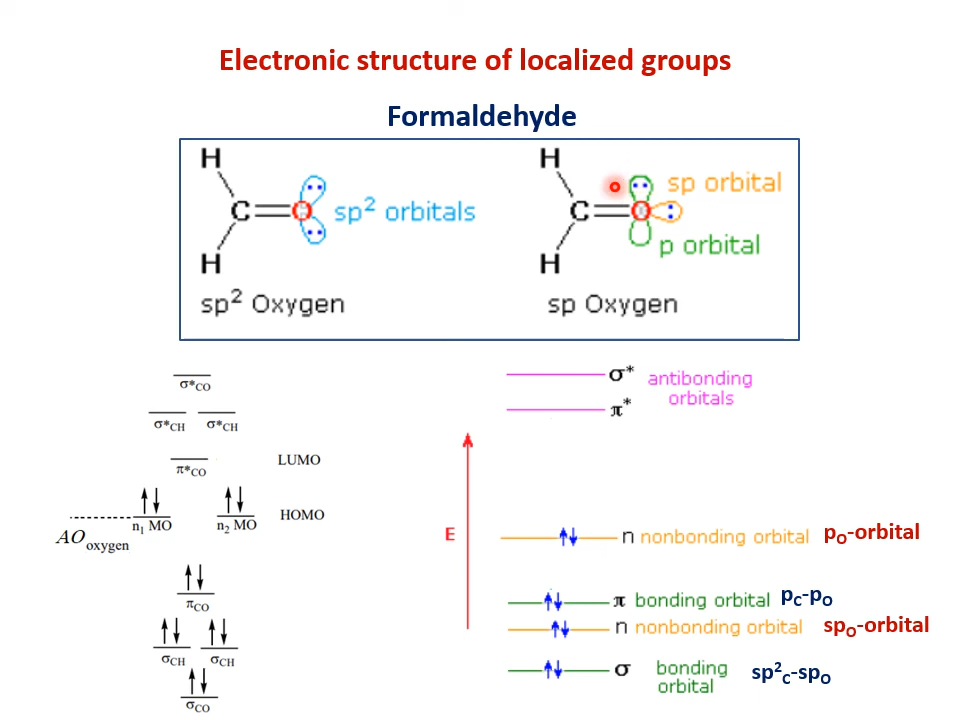 Electronic structure of localized groups
Formaldehyde
H
C
O
H
sp² orbitals
sp² Oxygen
H
C
O
H
sp orbital
p orbital
sp Oxygen
σ*CO
σ*CH σ*CH
π*CO LUMO
n1 MO n2 MO HOMO
AOoxygen
πCO
σCH σCH
σCO
σ* antibonding
orbitals
π*
E
n nonbonding orbital pO-orbital
π bonding orbital pC-pO
n nonbonding orbital spO-orbital
σ bonding
orbital sp²C-spO